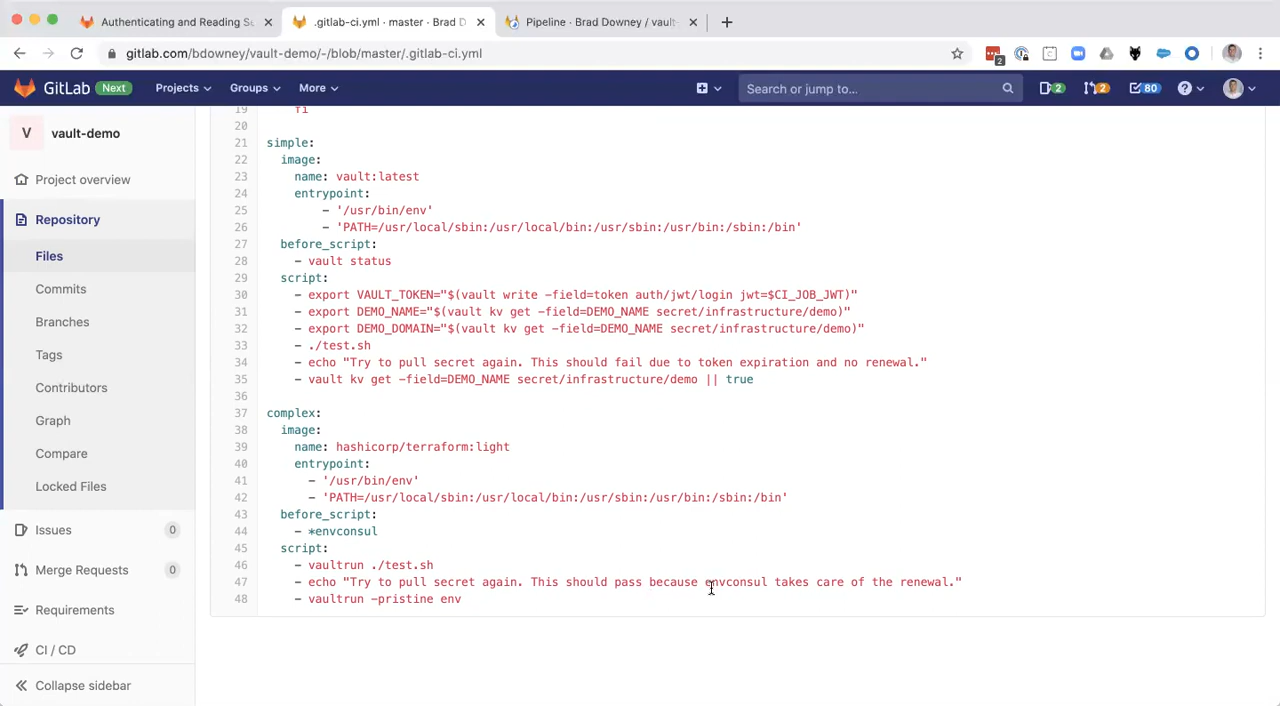 Authenticating and Reading Se
.gitlab-ci.yml · master · Brad D
Pipeline · Brad Downey / vault-
gitlab.com/bdowney/vault-demo/-/blob/master/.gitlab-ci.yml
2
GitLab Next Projects Groups More Search or jump to... 2 2 80
V vault-demo
Project overview
Repository
Files
Commits
Branches
Tags
Contributors
Graph
Compare
Locked Files
Issues 0
Merge Requests 0
Requirements
CI / CD
Collapse sidebar
19 fi
20
21 simple:
22 image:
23 name: vault:latest
24 entrypoint:
25 - '/usr/bin/env'
26 - 'PATH=/usr/local/sbin:/usr/local/bin:/usr/sbin:/usr/bin:/sbin:/bin'
27 before_script:
28 - vault status
29 script:
30 - export VAULT_TOKEN="$(vault write -field=token auth/jwt/login jwt=$CI_JOB_JWT)"
31 - export DEMO_NAME="$(vault kv get -field=DEMO_NAME secret/infrastructure/demo)"
32 - export DEMO_DOMAIN="$(vault kv get -field=DEMO_NAME secret/infrastructure/demo)"
33 - ./test.sh
34 - echo "Try to pull secret again. This should fail due to token expiration and no renewal."
35 - vault kv get -field=DEMO_NAME secret/infrastructure/demo || true
36
37 complex:
38 image:
39 name: hashicorp/terraform:light
40 entrypoint:
41 - '/usr/bin/env'
42 - 'PATH=/usr/local/sbin:/usr/local/bin:/usr/sbin:/usr/bin:/sbin:/bin'
43 before_script:
44 - *envconsul
45 script:
46 - vaultrun ./test.sh
47 - echo "Try to pull secret again. This should pass because envconsul takes care of the renewal."
48 - vaultrun -pristine env